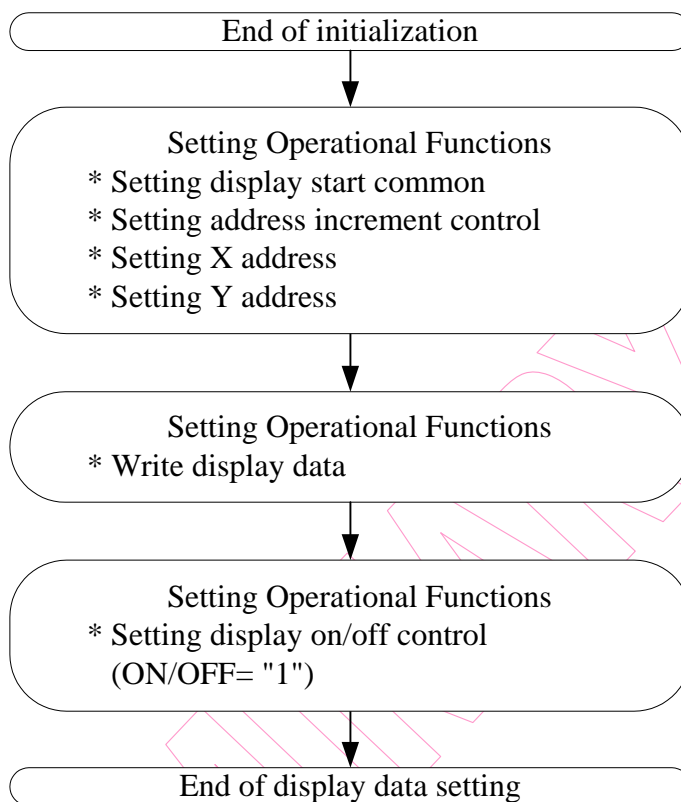 End of initialization
Setting Operational Functions
* Setting display start common
* Setting address increment control
* Setting X address
* Setting Y address
Setting Operational Functions
* Write display data
Setting Operational Functions
* Setting display on/off control
(ON/OFF= "1")
End of display data setting